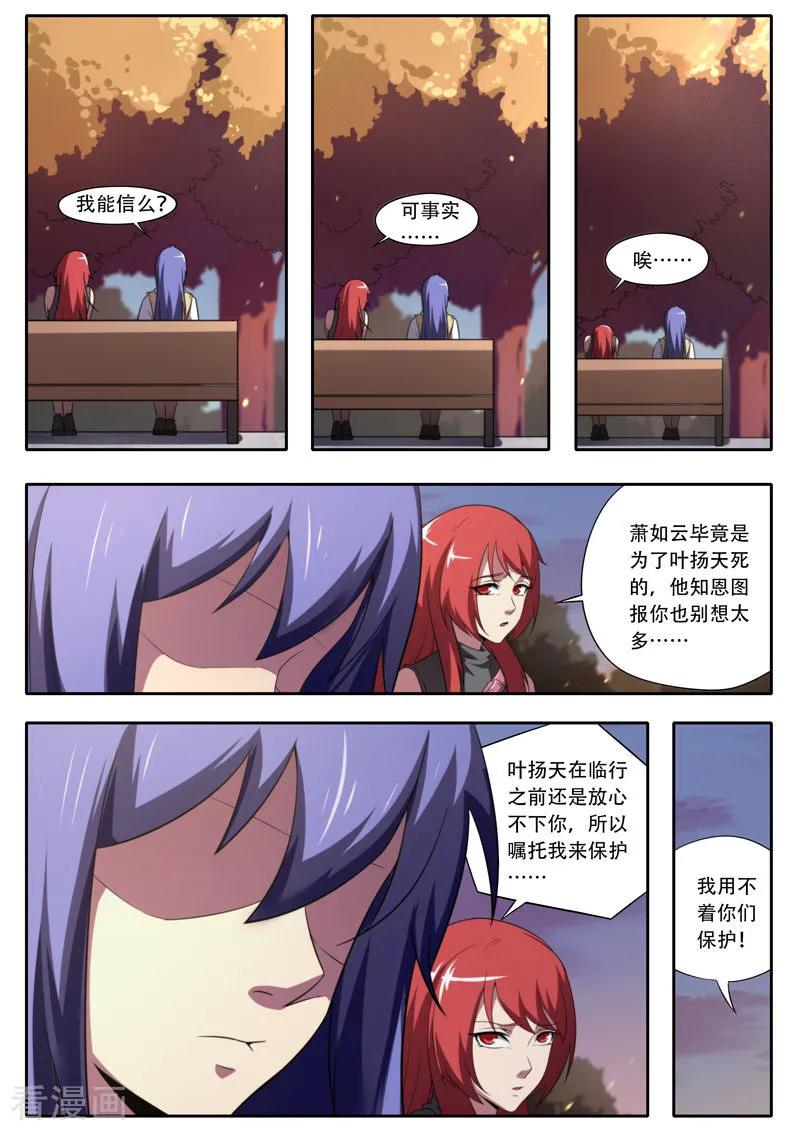 我能信么？
可事实
……
唉……
萧如云毕竟是
为了叶扬天死
的，他知恩图
报你也别想太
多……
叶扬天在临行
之前还是放心
不下你，所以
嘱托我来保护
……
我用不
着你们
保护！
看漫画